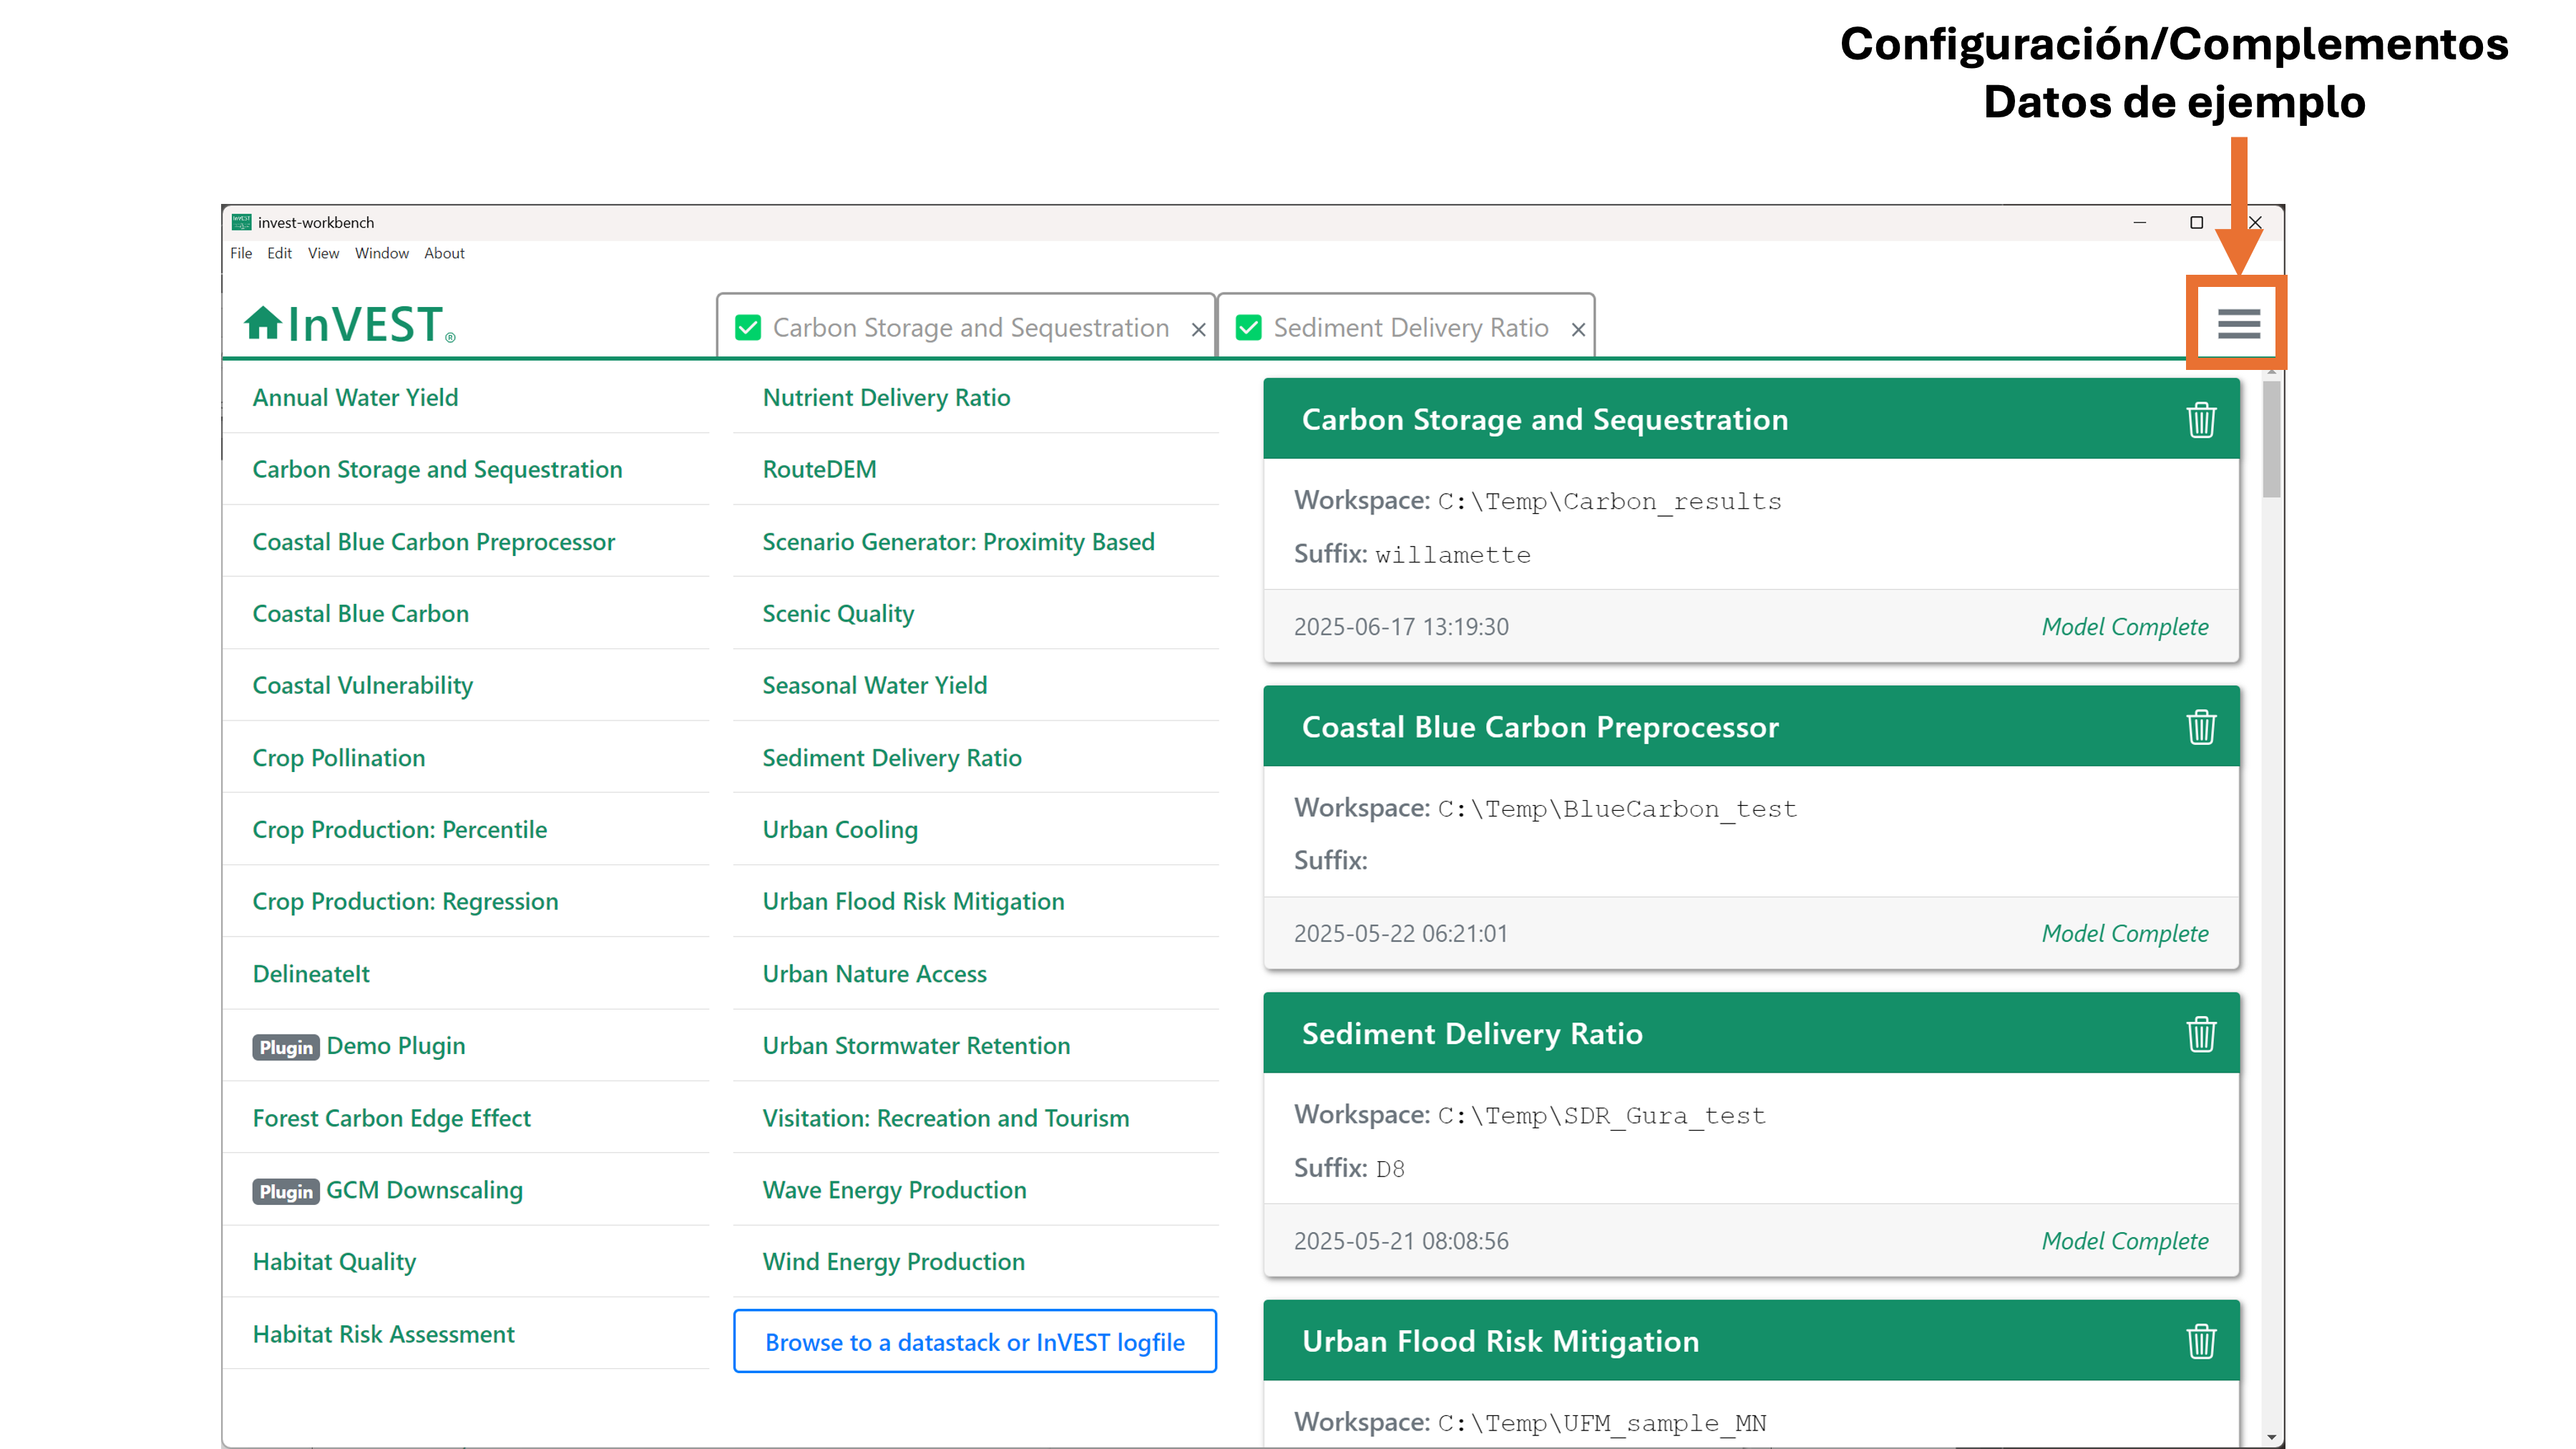 Configuración/Complementos
Datos de ejemplo
invest-workbench
File Edit View Window About
InVEST®
Carbon Storage and Sequestration
Sediment Delivery Ratio
Annual Water Yield
Carbon Storage and Sequestration
Coastal Blue Carbon Preprocessor
Coastal Blue Carbon
Coastal Vulnerability
Crop Pollination
Crop Production: Percentile
Crop Production: Regression
DelineateIt
Plugin Demo Plugin
Forest Carbon Edge Effect
Plugin GCM Downscaling
Habitat Quality
Habitat Risk Assessment
Nutrient Delivery Ratio
RouteDEM
Scenario Generator: Proximity Based
Scenic Quality
Seasonal Water Yield
Sediment Delivery Ratio
Urban Cooling
Urban Flood Risk Mitigation
Urban Nature Access
Urban Stormwater Retention
Visitation: Recreation and Tourism
Wave Energy Production
Wind Energy Production
Browse to a datastack or InVEST logfile
Carbon Storage and Sequestration
Workspace: C:\Temp\Carbon_results
Suffix: willamette
2025-06-17 13:19:30 Model Complete
Coastal Blue Carbon Preprocessor
Workspace: C:\Temp\BlueCarbon_test
Suffix:
2025-05-22 06:21:01 Model Complete
Sediment Delivery Ratio
Workspace: C:\Temp\SDR_Gura_test
Suffix: D8
2025-05-21 08:08:56 Model Complete
Urban Flood Risk Mitigation
Workspace: C:\Temp\UFM_sample_MN